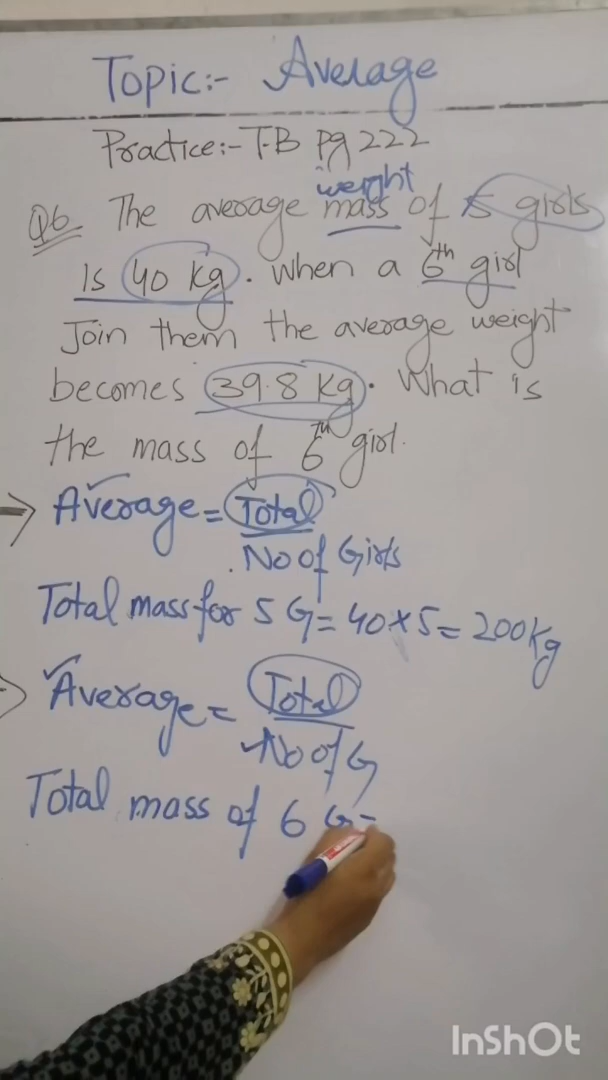 Topic:- Average
Practice:- T.B Pg 222
weight
Q6 The average mass of 5 girls
is 40 kg. When a 6th girl
Join them the average weight
becomes 39.8 Kg. What is
the mass of 6th girl.
Average = Total
No of Girls
Total mass for 5 G = 40 × 5 = 200 Kg
Average = Total
No of G
Total mass of 6 G =
InShOt